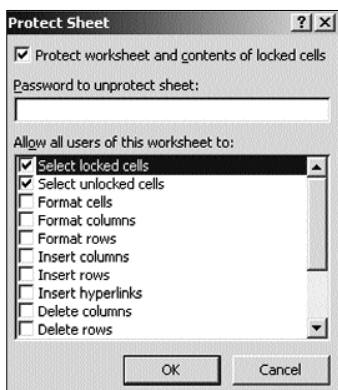 Protect Sheet
Protect worksheet and contents of locked cells
Password to unprotect sheet:
Allow all users of this worksheet to:
Select locked cells
Select unlocked cells
Format cells
Format columns
Format rows
Insert columns
Insert rows
Insert hyperlinks
Delete columns
Delete rows
OK Cancel